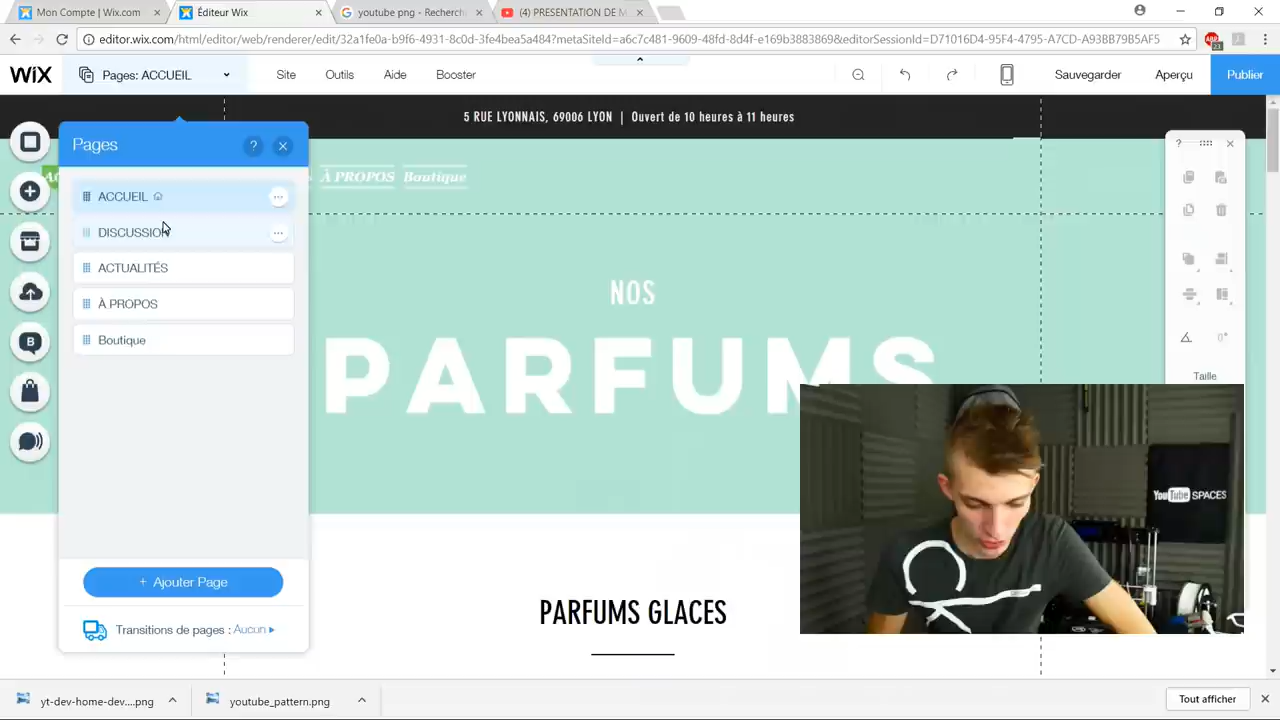 Mon Compte | Wix.com
Éditeur Wix
youtube png - Recherch
(4) PRESENTATION DE M
editor.wix.com/html/editor/web/renderer/edit/32a1fe0a-b9f6-4931-8c0d-3fe4bea5a484?metaSiteId=a6c7c481-9609-48fd-8d4f-e169b3883869&editorSessionId=D71016D4-95F4-4795-A7CD-A93BB79B5AF5
WiX
Pages: ACCUEIL
Site
Outils
Aide
Booster
Sauvegarder
Aperçu
Publier
5 RUE LYONNAIS, 69006 LYON | Ouvert de 10 heures à 11 heures
Pages
À PROPOS
Boutique
ACCUEIL
DISCUSSION
ACTUALITÉS
À PROPOS
Boutique
NOS
PARFUMS
0°
Taille
YouTube SPACES
+ Ajouter Page
PARFUMS GLACES
Transitions de pages : Aucun
yt-dev-home-dev....png
youtube_pattern.png
Tout afficher